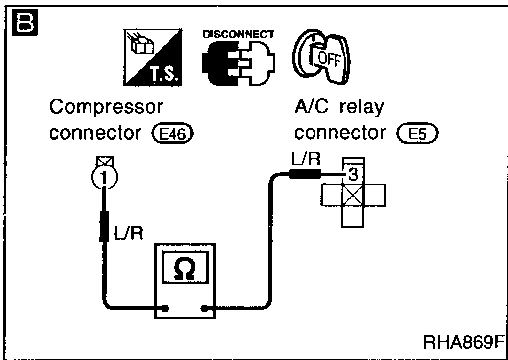 B
DISCONNECT
T.S.
OFF
Compressor
connector E46
A/C relay
connector E5
L/R
1
3
L/R
Ω
RHA869F